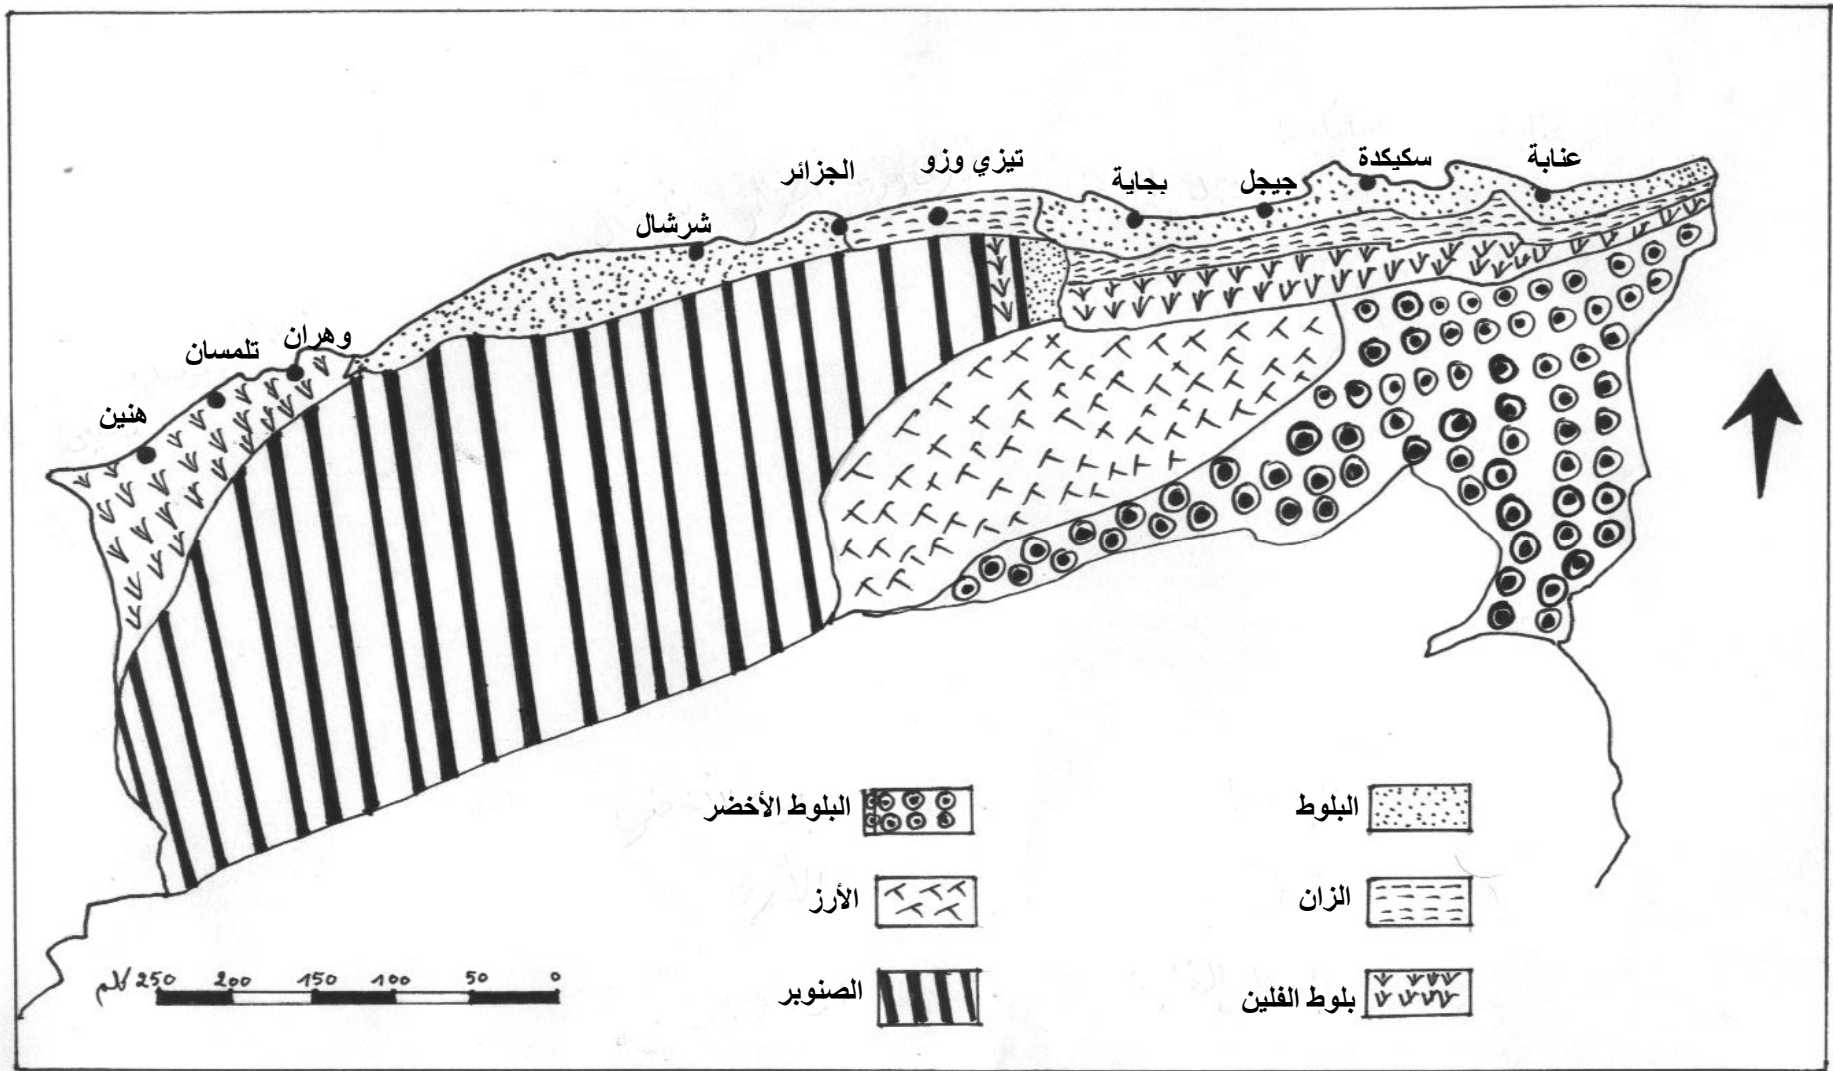 عنابة
سكيكدة
جيجل
بجاية
تيزي وزو
الجزائر
شرشال
وهران
تلمسان
هنين
البلوط
الزان
بلوط الفلين
البلوط الأخضر
الأرز
الصنوبر
250 كلم 200 150 100 50 0